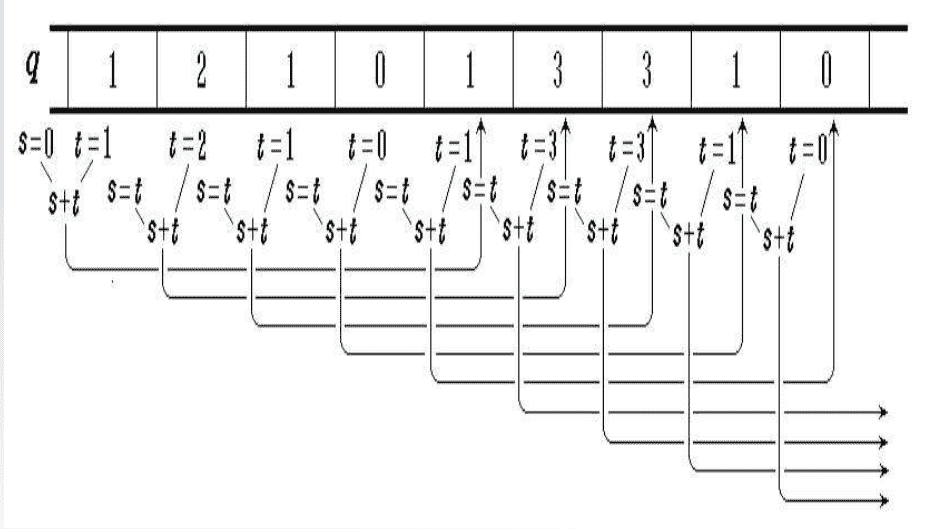 q 1 2 1 0 1 3 3 1 0
s=0 t=1 t=2 t=1 t=0 t=1 t=3 t=3 t=1 t=0
s+t s=t s=t s=t s=t s=t s=t s=t s=t
s+t s+t s+t s+t s+t s+t s+t s+t